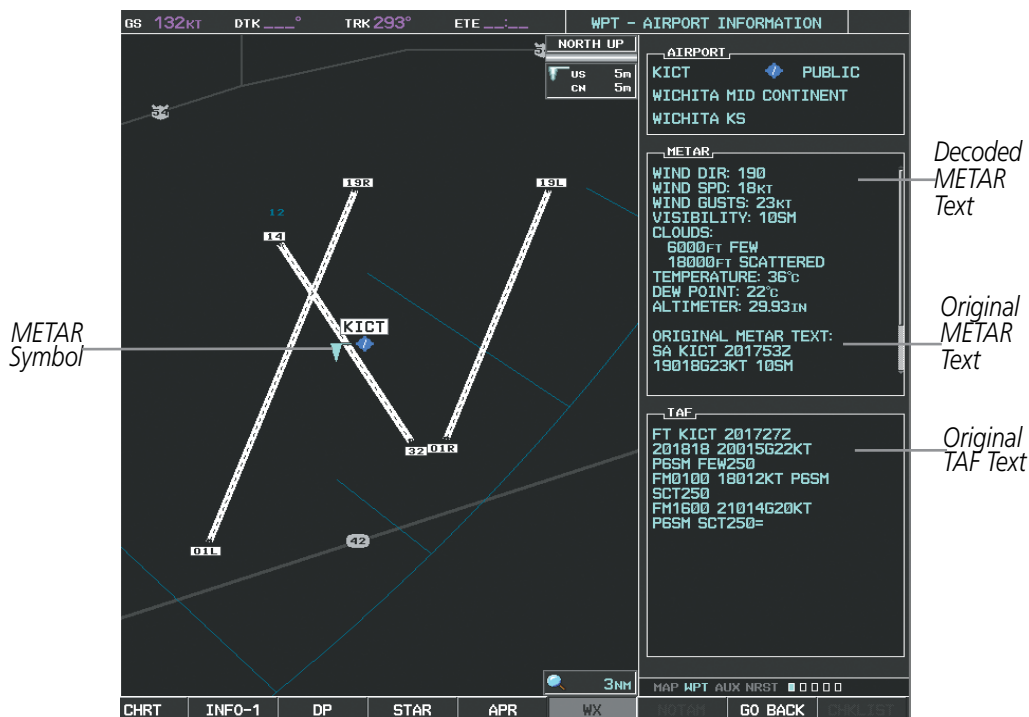 GS 132KT DTK___° TRK 293° ETE __:__ WPT – AIRPORT INFORMATION
NORTH UP
US 5m
CN 5m
54
19R
19L
12
14
KICT
32
01R
01L
42
3NM
AIRPORT
KICT PUBLIC
WICHITA MID CONTINENT
WICHITA KS
METAR
WIND DIR: 190
WIND SPD: 18KT
WIND GUSTS: 23KT
VISIBILITY: 10SM
CLOUDS:
6000FT FEW
18000FT SCATTERED
TEMPERATURE: 36°C
DEW POINT: 22°C
ALTIMETER: 29.93IN
ORIGINAL METAR TEXT:
SA KICT 201753Z
19018G23KT 10SM
TAF
FT KICT 201727Z
201818 20015G22KT
P6SM FEW250
FM0100 18012KT P6SM
SCT250
FM1600 21014G20KT
P6SM SCT250=
MAP WPT AUX NRST
CHRT INFO-1 DP STAR APR WX NOTAM GO BACK CHKLIST
METAR
Symbol
Decoded
METAR
Text
Original
METAR
Text
Original
TAF Text